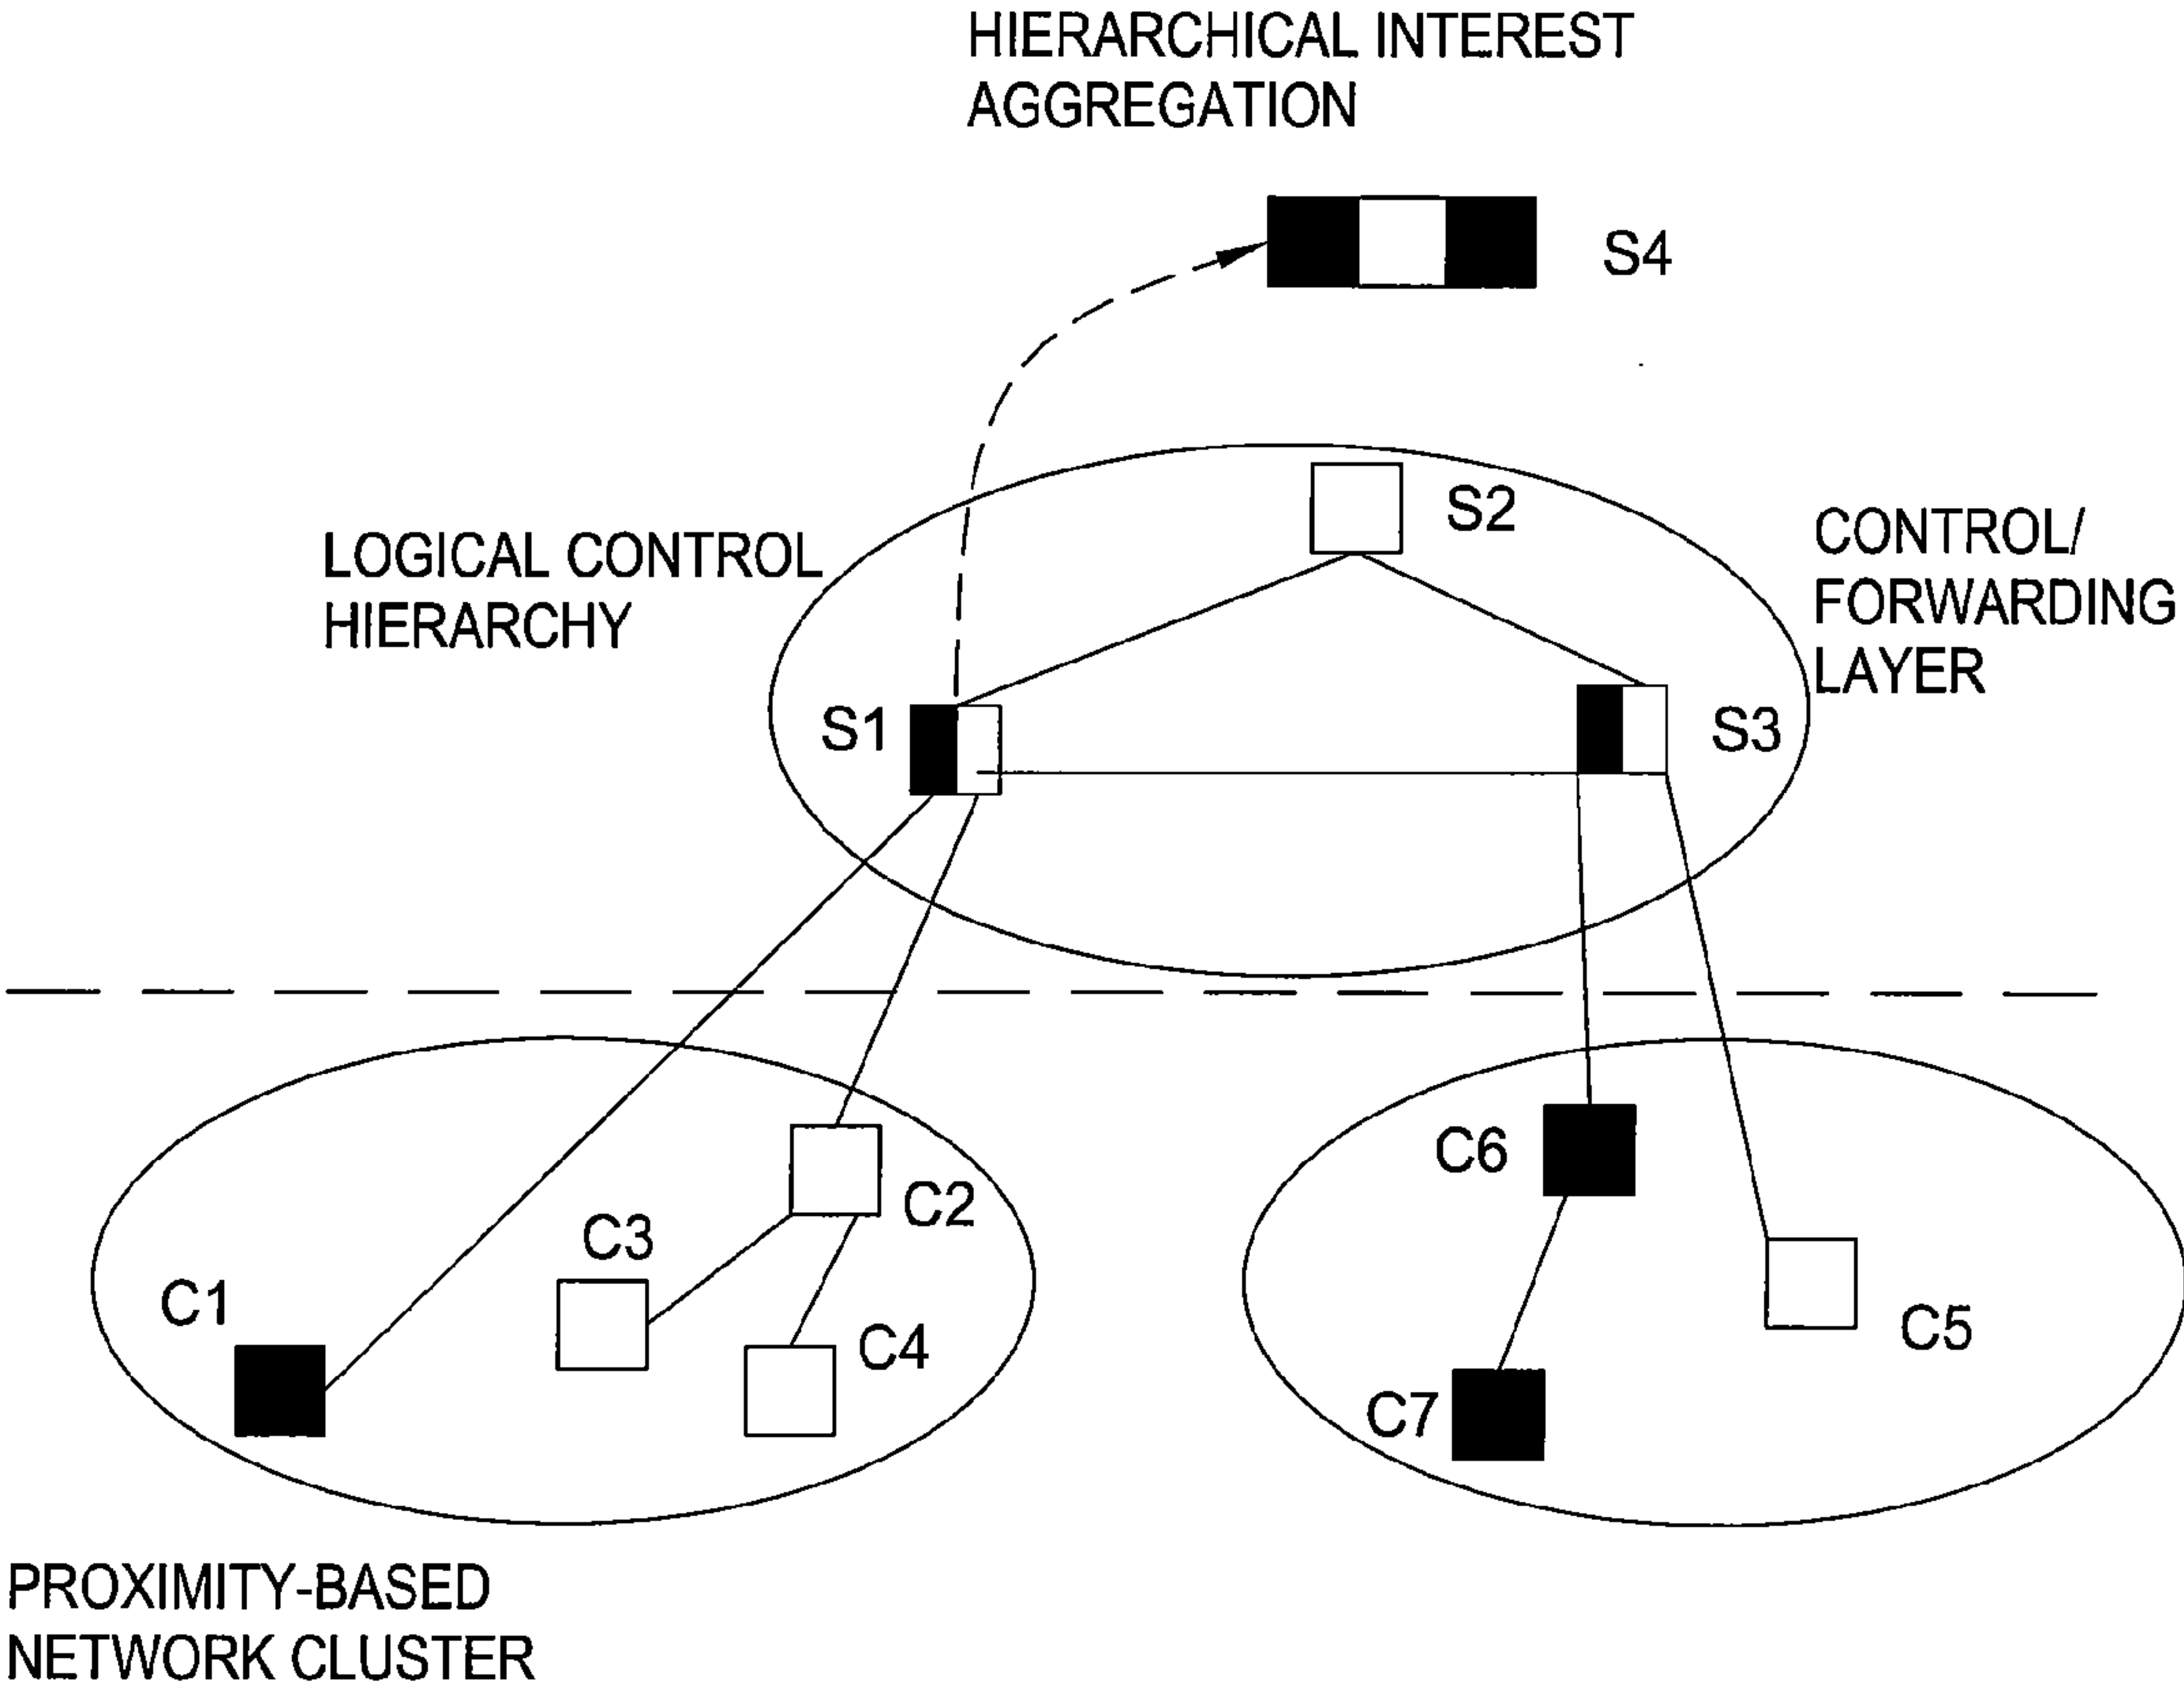 HIERARCHICAL INTEREST
AGGREGATION
S4
S2
LOGICAL CONTROL
HIERARCHY
CONTROL/
FORWARDING
LAYER
S1
S3
C6
C2
C3
C1
C5
C4
C7
PROXIMITY-BASED
NETWORK CLUSTER